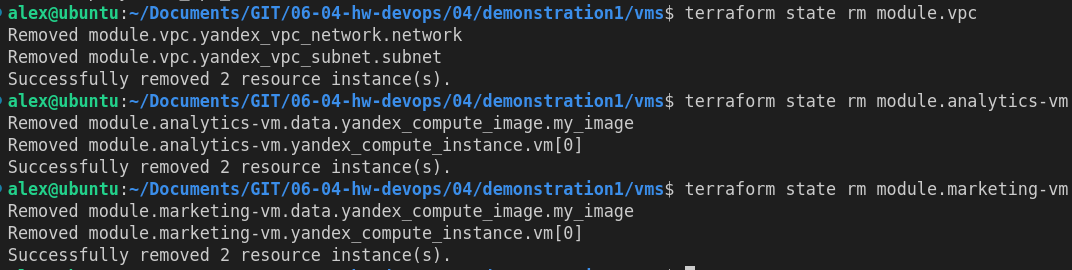 alex@ubuntu:~/Documents/GIT/06-04-hw-devops/04/demonstration1/vms$ terraform state rm module.vpc
Removed module.vpc.yandex_vpc_network.network
Removed module.vpc.yandex_vpc_subnet.subnet
Successfully removed 2 resource instance(s).
alex@ubuntu:~/Documents/GIT/06-04-hw-devops/04/demonstration1/vms$ terraform state rm module.analytics-vm
Removed module.analytics-vm.data.yandex_compute_image.my_image
Removed module.analytics-vm.yandex_compute_instance.vm[0]
Successfully removed 2 resource instance(s).
alex@ubuntu:~/Documents/GIT/06-04-hw-devops/04/demonstration1/vms$ terraform state rm module.marketing-vm
Removed module.marketing-vm.data.yandex_compute_image.my_image
Removed module.marketing-vm.yandex_compute_instance.vm[0]
Successfully removed 2 resource instance(s).